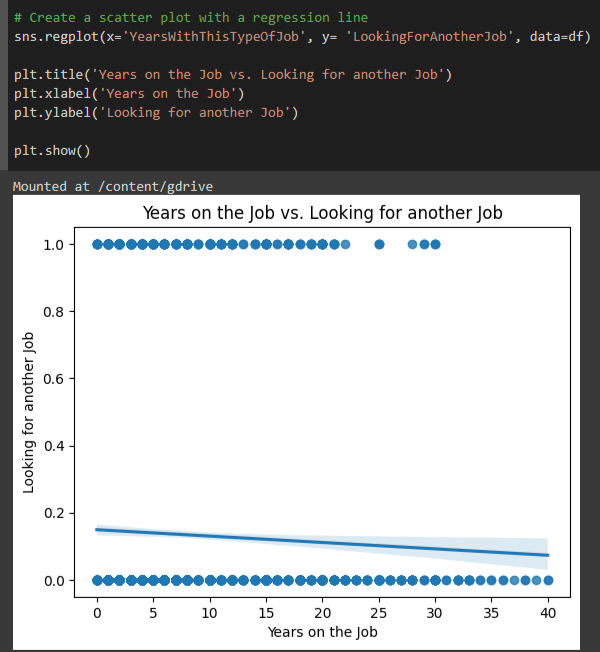 # Create a scatter plot with a regression line
sns.regplot(x='YearsWithThisTypeOfJob', y= 'LookingForAnotherJob', data=df)
plt.title('Years on the Job vs. Looking for another Job')
plt.xlabel('Years on the Job')
plt.ylabel('Looking for another Job')
plt.show()
Mounted at /content/gdrive
Years on the Job vs. Looking for another Job
1.0
0.8
0.6
0.4
0.2
0.0
Looking for another Job
0 5 10 15 20 25 30 35 40
Years on the Job